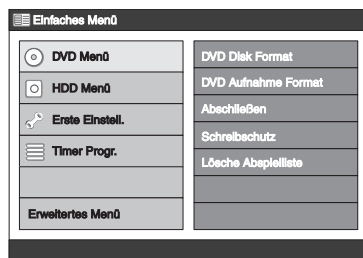 Einfaches Menü
DVD Menü
HDD Menü
Erste Einstell.
Timer Progr.
Erweitertes Menü
DVD Disk Format
DVD Aufnahme Format
Abschließen
Schreibschutz
Lösche Abspielliste